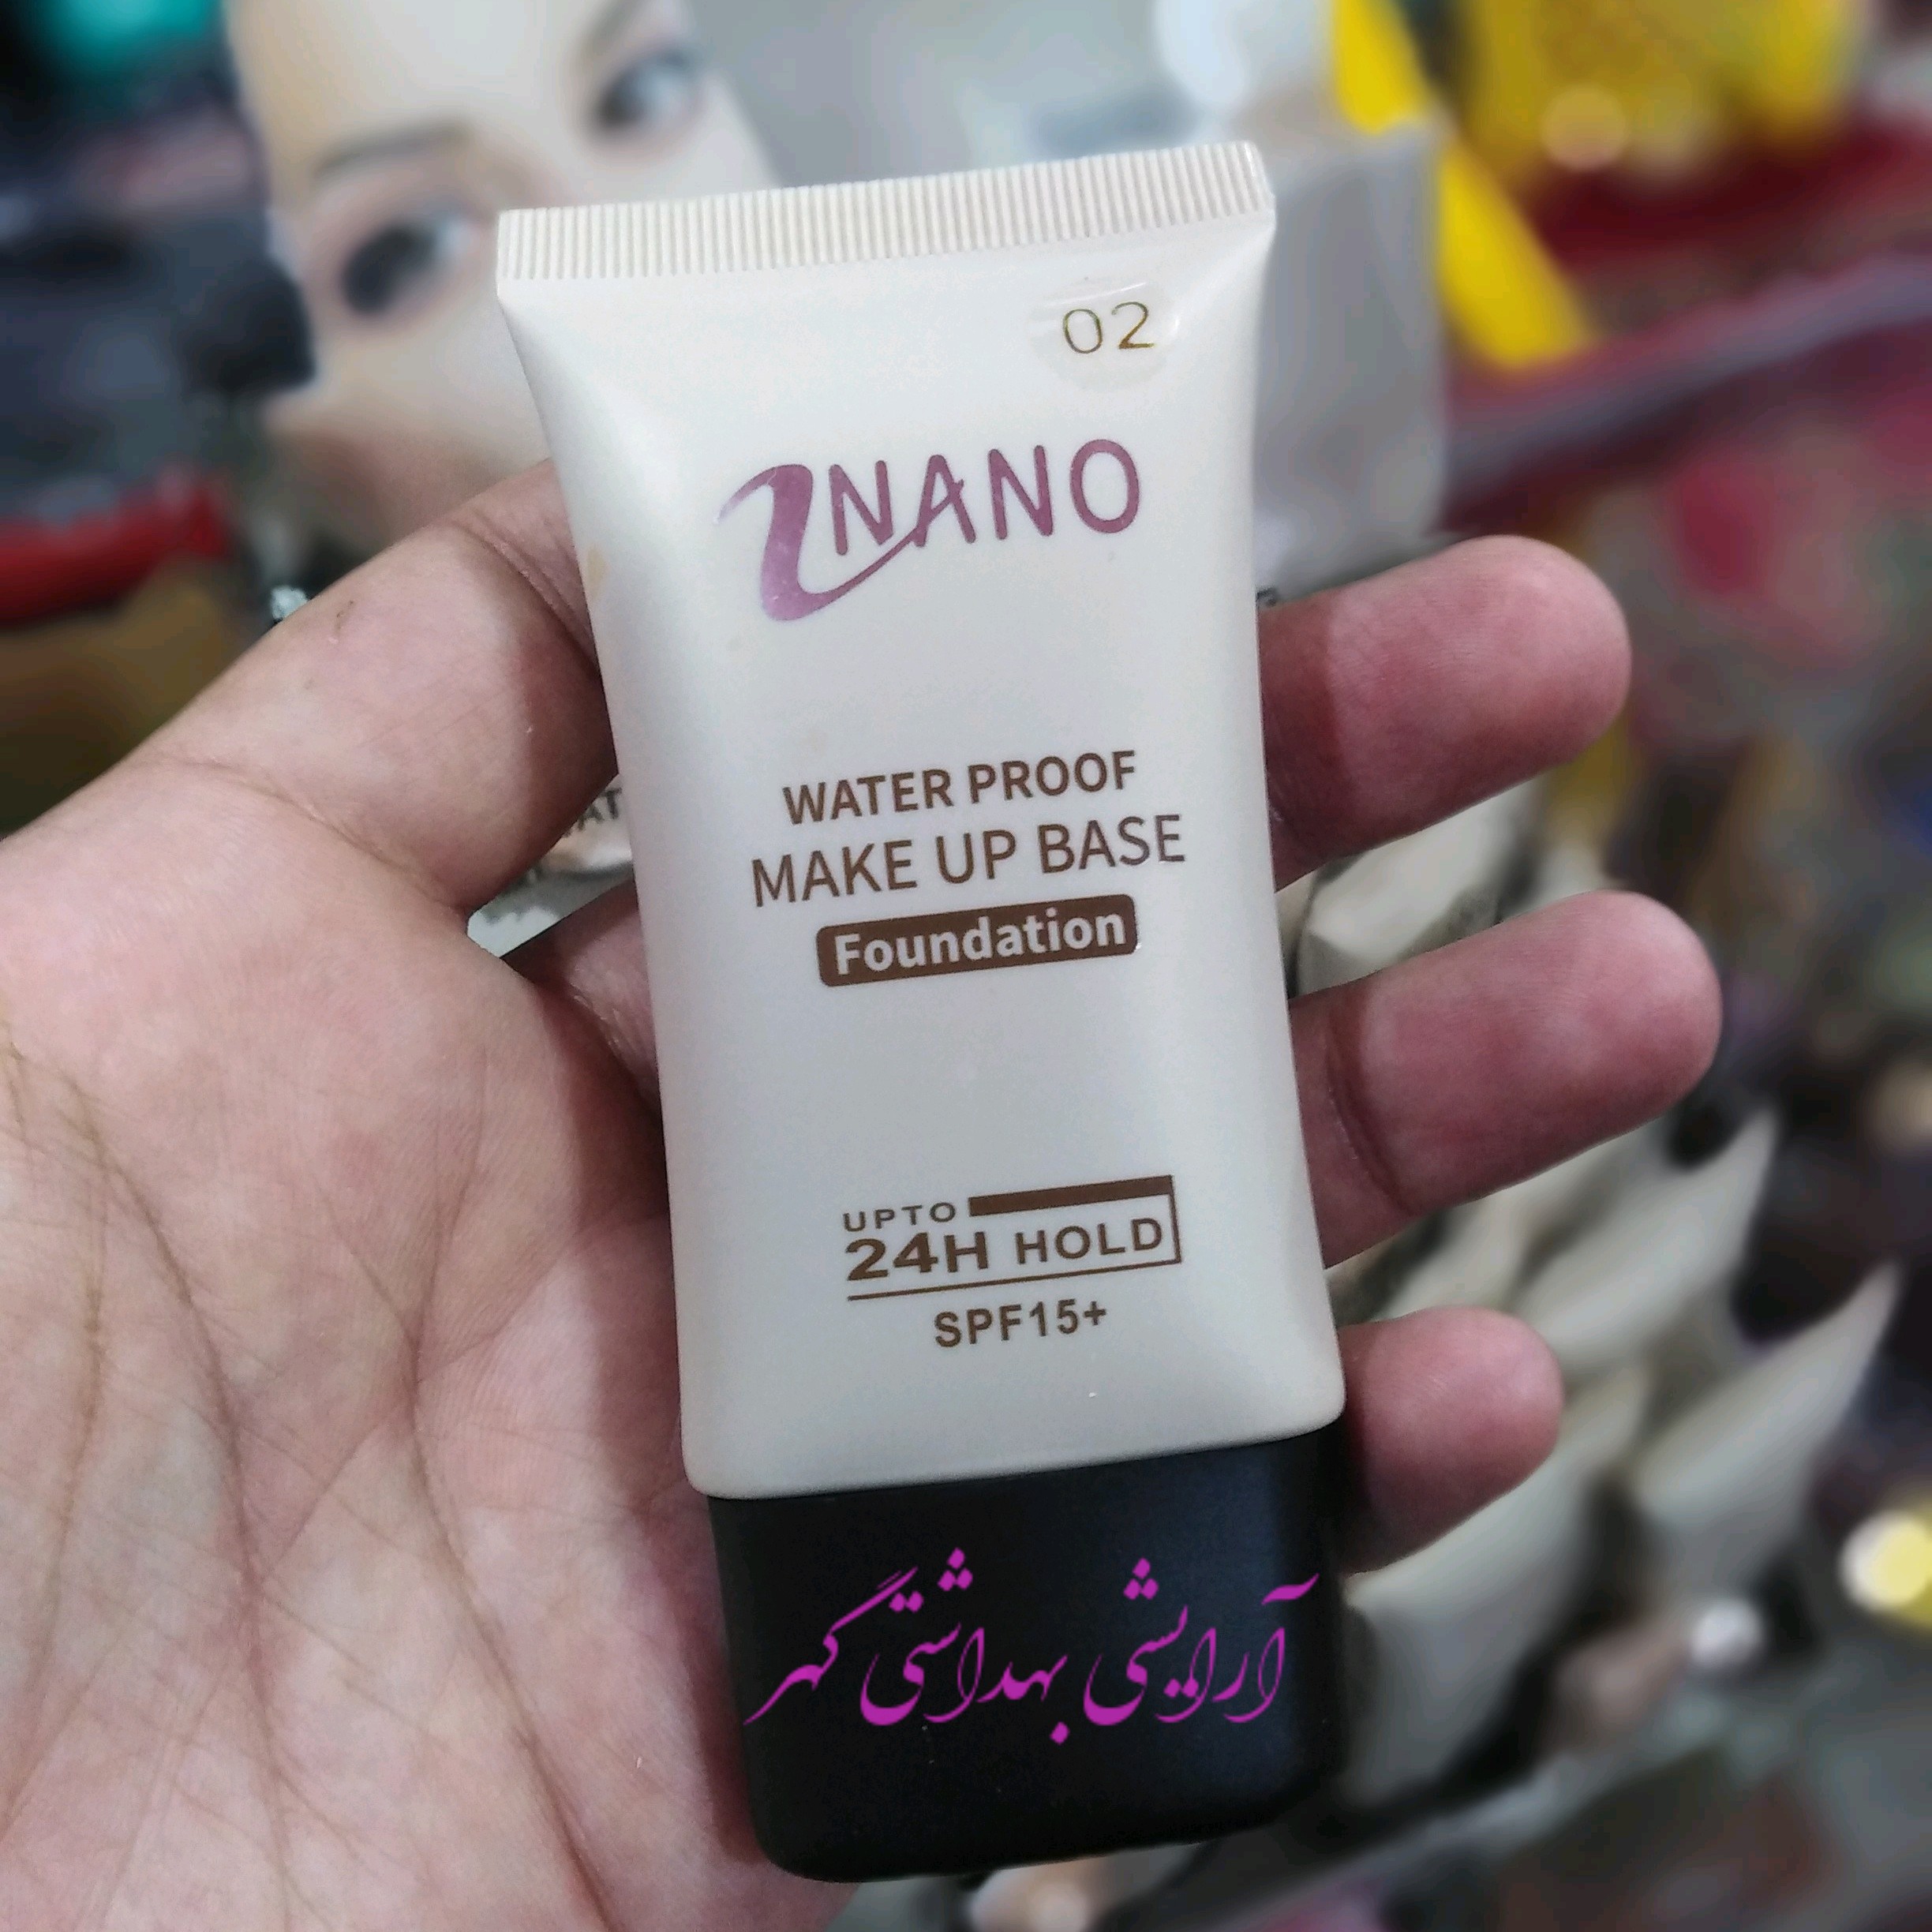 02
NANO
WATER PROOF
MAKE UP BASE
Foundation
UPTO
24H HOLD
SPF15+
آرایشی بهداشتی گهر